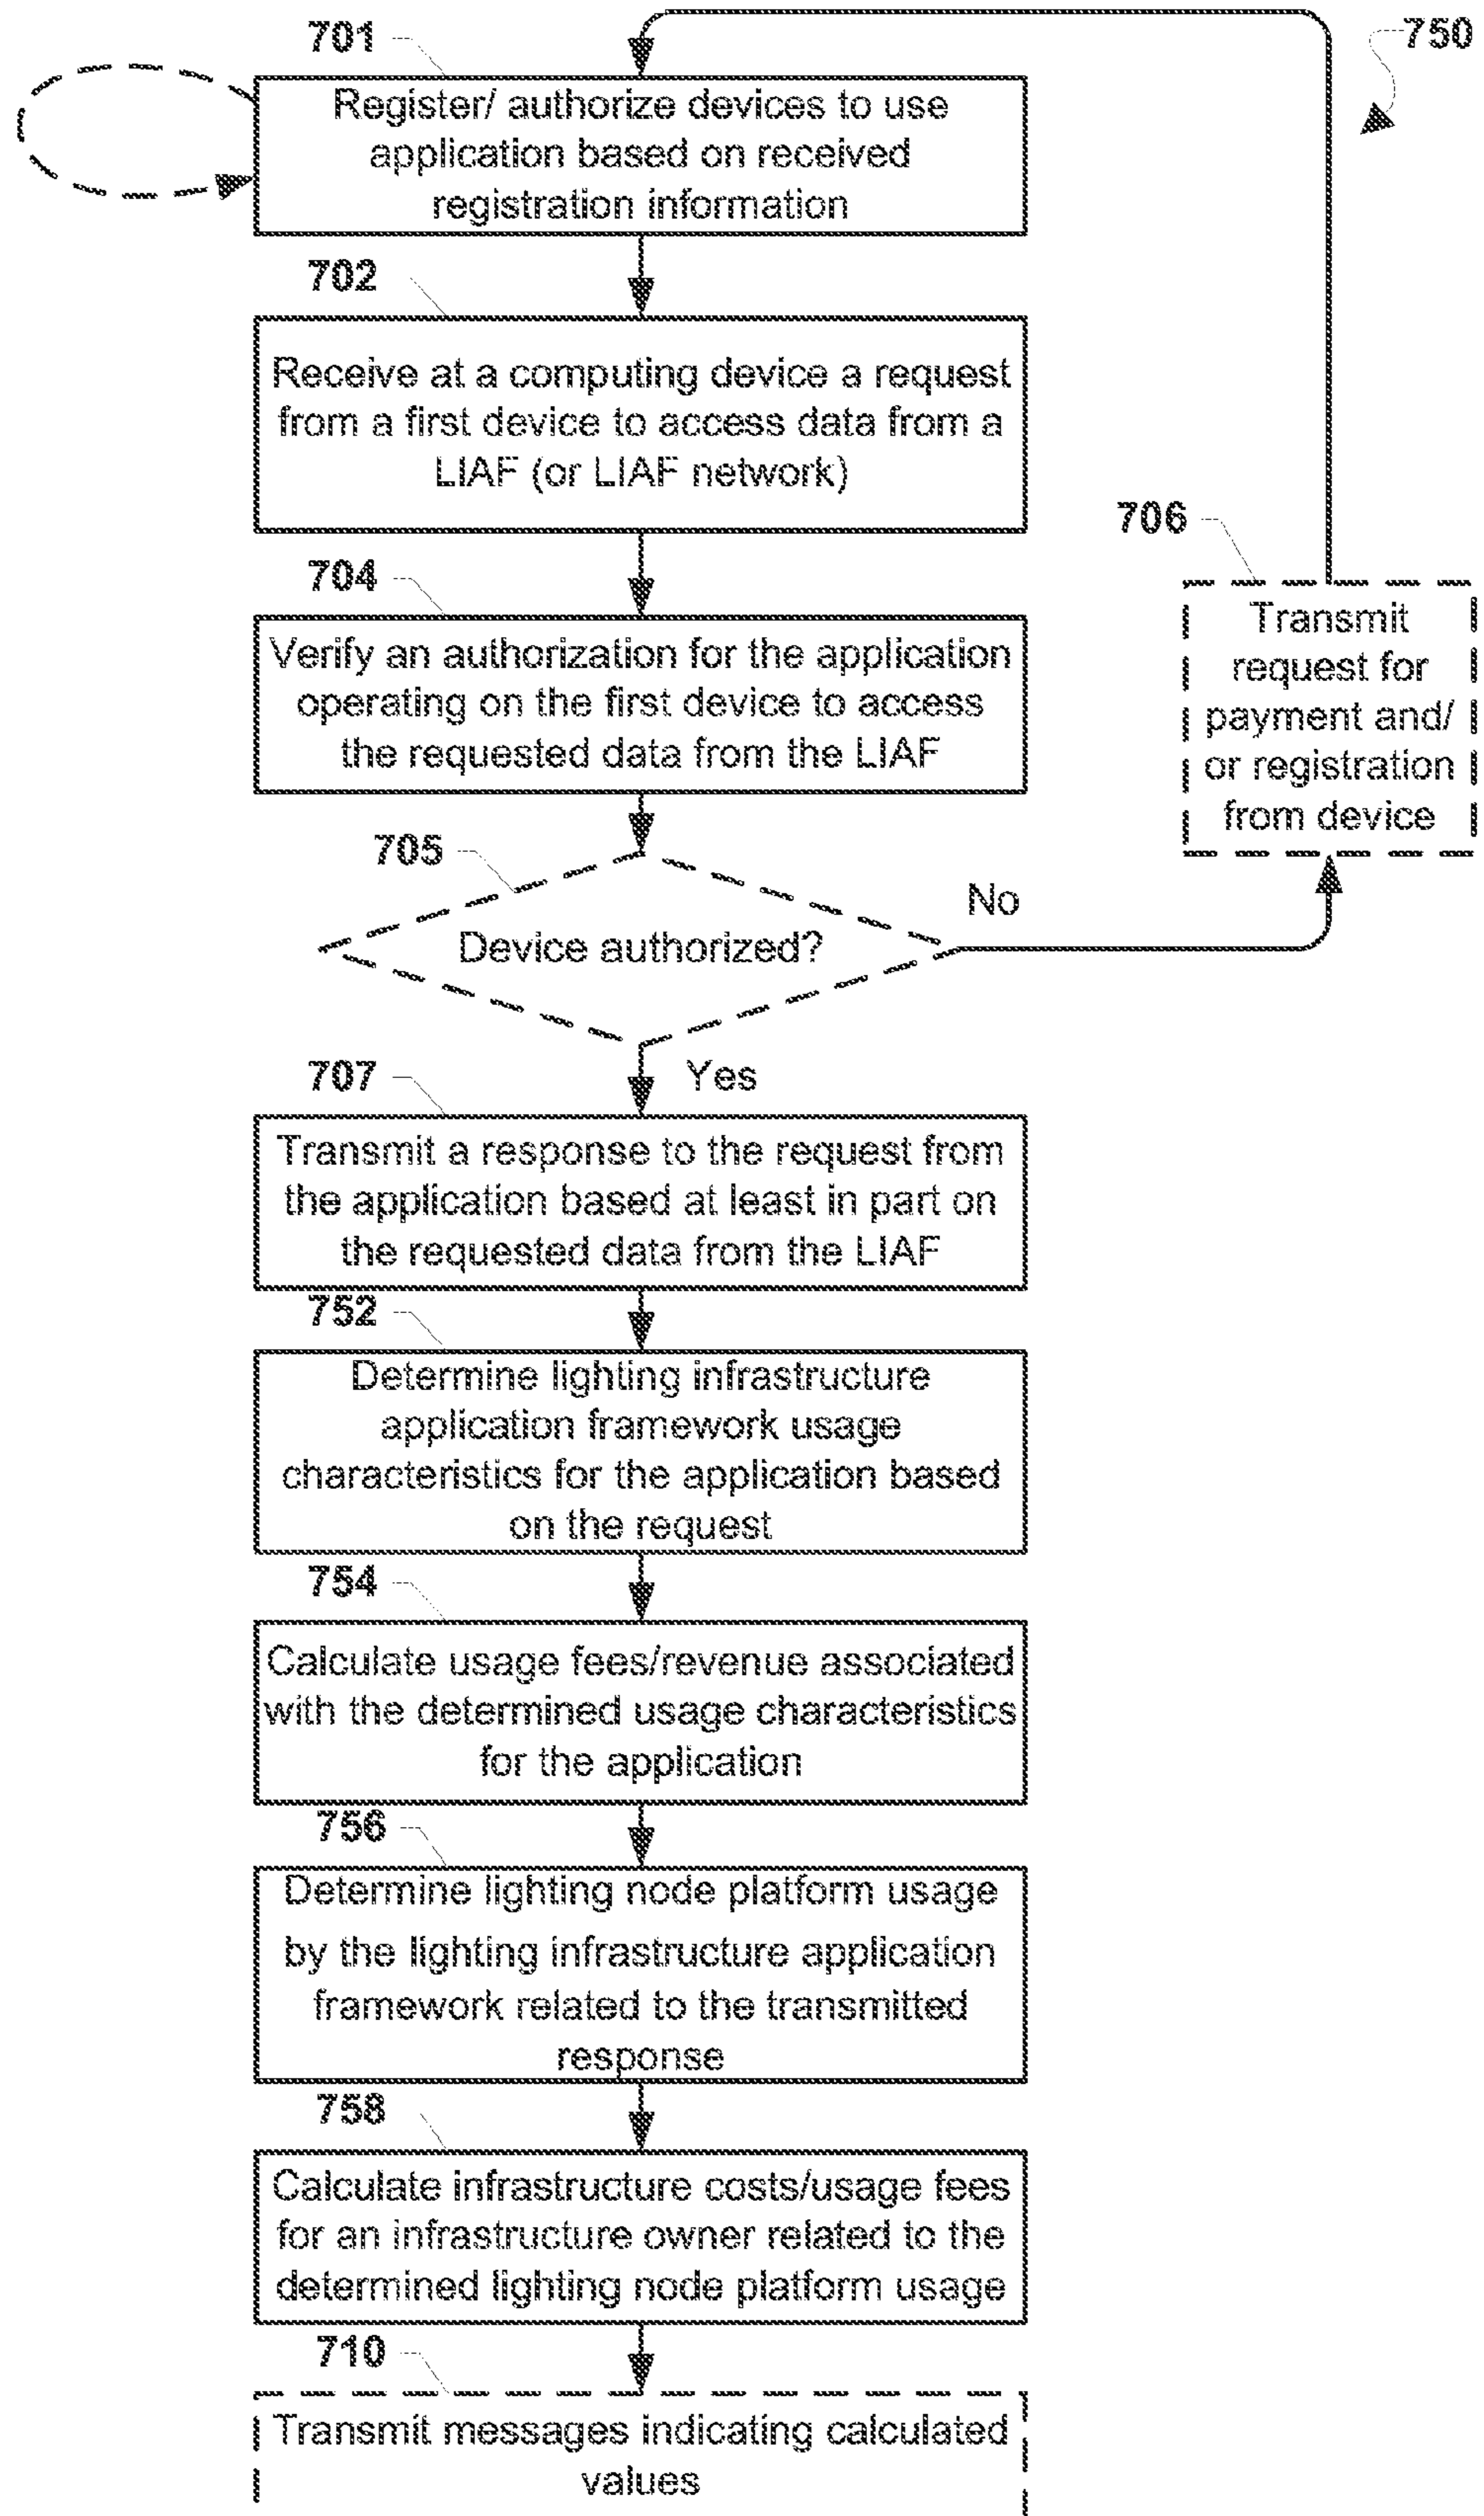 750
701
Register/ authorize devices to use
application based on received
registration information
702
Receive at a computing device a request
from a first device to access data from a
LIAF (or LIAF network)
704
Verify an authorization for the application
operating on the first device to access
the requested data from the LIAF
706
Transmit
request for
payment and/
or registration
from device
705
Device authorized?
No
Yes
707
Transmit a response to the request from
the application based at least in part on
the requested data from the LIAF
752
Determine lighting infrastructure
application framework usage
characteristics for the application based
on the request
754
Calculate usage fees/revenue associated
with the determined usage characteristics
for the application
756
Determine lighting node platform usage
by the lighting infrastructure application
framework related to the transmitted
response
758
Calculate infrastructure costs/usage fees
for an infrastructure owner related to the
determined lighting node platform usage
710
Transmit messages indicating calculated
values